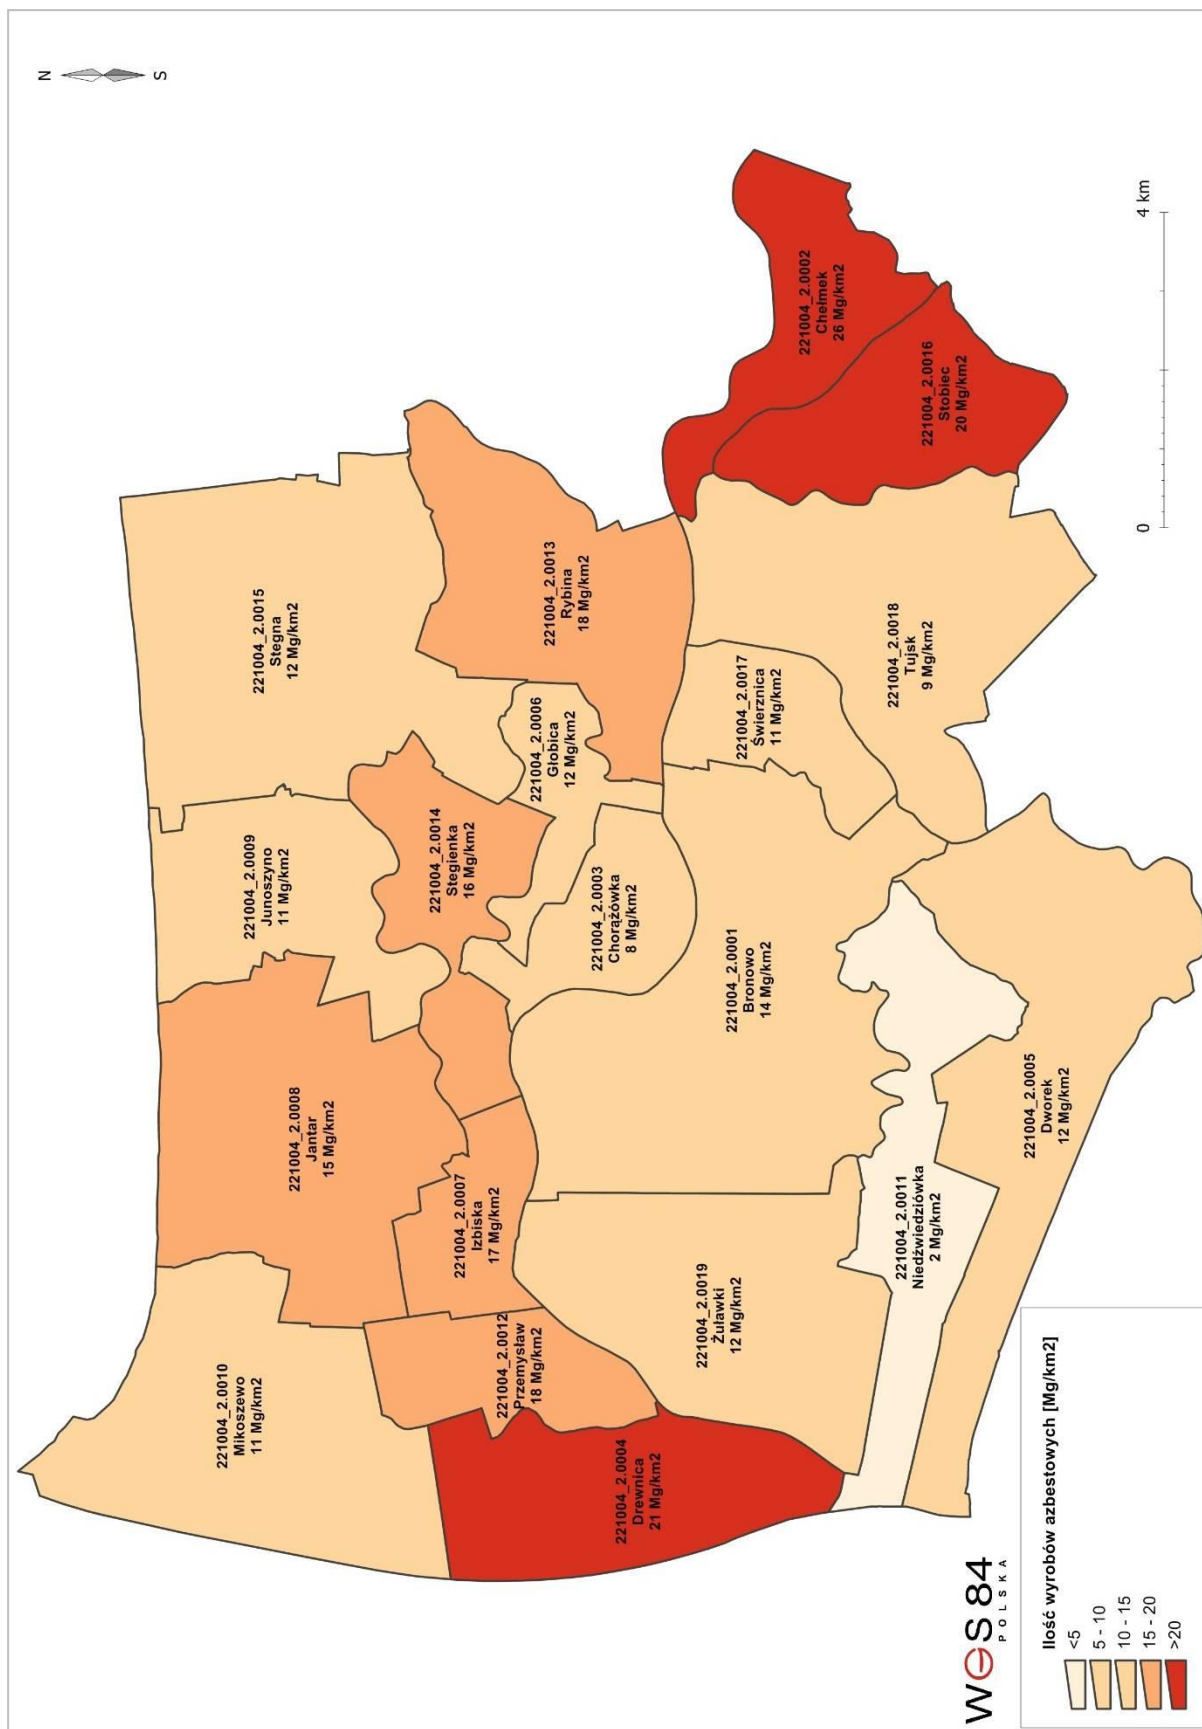 N
S
221004_2.0010
Mikoszewo
11 Mg/km2
221004_2.0008
Jantar
15 Mg/km2
221004_2.0009
Junoszyno
11 Mg/km2
221004_2.0015
Stegna
12 Mg/km2
221004_2.0012
Przemysław
18 Mg/km2
221004_2.0007
Izbiska
17 Mg/km2
221004_2.0014
Stegienka
16 Mg/km2
221004_2.0006
Głobica
12 Mg/km2
221004_2.0013
Rybina
18 Mg/km2
221004_2.0004
Drewnica
21 Mg/km2
221004_2.0003
Chorążówka
8 Mg/km2
221004_2.0019
Żuławki
12 Mg/km2
221004_2.0001
Bronowo
14 Mg/km2
221004_2.0017
Świerznica
11 Mg/km2
221004_2.0002
Chełmek
26 Mg/km2
221004_2.0011
Niedźwiedziówka
2 Mg/km2
221004_2.0018
Tujsk
9 Mg/km2
221004_2.0016
Stobiec
20 Mg/km2
221004_2.0005
Dworek
12 Mg/km2
0
4 km
WGS84
POLSKA
Ilość wyrobów azbestowych [Mg/km2]
<5
5 - 10
10 - 15
15 - 20
>20